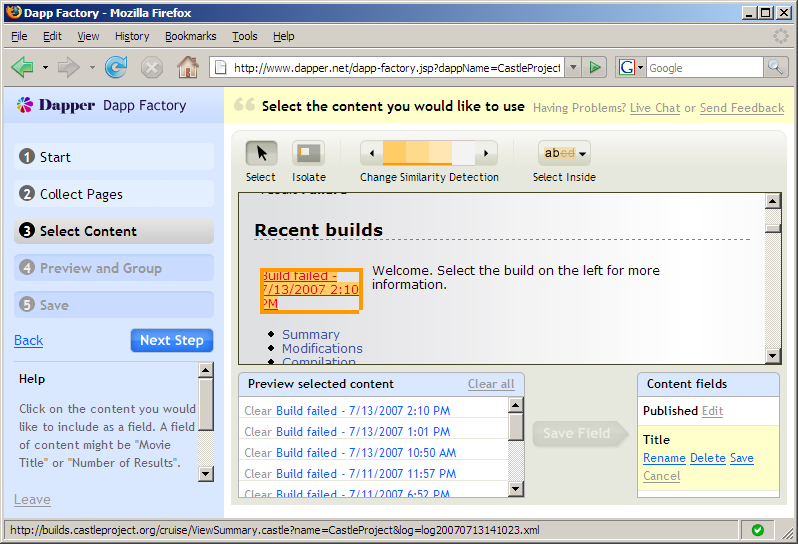 Dapp Factory - Mozilla Firefox
File Edit View History Bookmarks Tools Help
http://www.dapper.net/dapp-factory.jsp?dappName=CastleProject
G Google
Dapper Dapp Factory
Select the content you would like to use
Having Problems? Live Chat or Send Feedback
1 Start
2 Collect Pages
3 Select Content
4 Preview and Group
5 Save
Back
Next Step
Help
Click on the content you would
like to include as a field. A field
of content might be "Movie
Title" or "Number of Results".
Leave
abcd
Select
Isolate
Change Similarity Detection
Select Inside
Recent builds
Build failed -
7/13/2007 2:10
PM
Welcome. Select the build on the left for more
information.
Summary
Modifications
Compilation
Preview selected content
Clear all
Clear Build failed - 7/13/2007 2:10 PM
Clear Build failed - 7/13/2007 1:01 PM
Clear Build failed - 7/13/2007 10:50 AM
Clear Build failed - 7/11/2007 11:57 PM
Clear Build failed - 7/11/2007 6:52 PM
Save Field
Content fields
Published Edit
Title
Rename Delete Save
Cancel
http://builds.castleproject.org/cruise/ViewSummary.castle?name=CastleProject&log=log20070713141023.xml